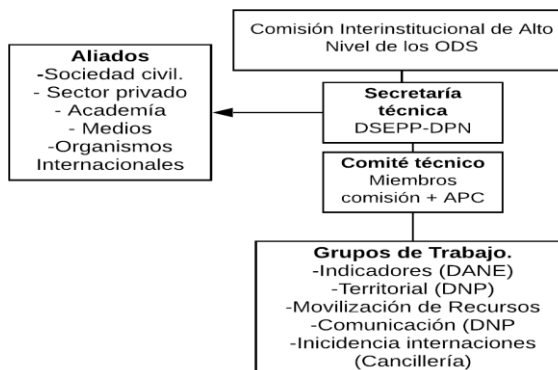 Aliados
-Sociedad civil.
- Sector privado
- Academía
- Medios
-Organismos
Internacionales
Comisión Interinstitucional de Alto
Nivel de los ODS
Secretaría
técnica
DSEPP-DPN
Comité técnico
Miembros
comisión + APC
Grupos de Trabajo.
-Indicadores (DANE)
-Territorial (DNP)
-Movilización de Recursos
-Comunicación (DNP
-Inicidencia internaciones
(Cancillería)